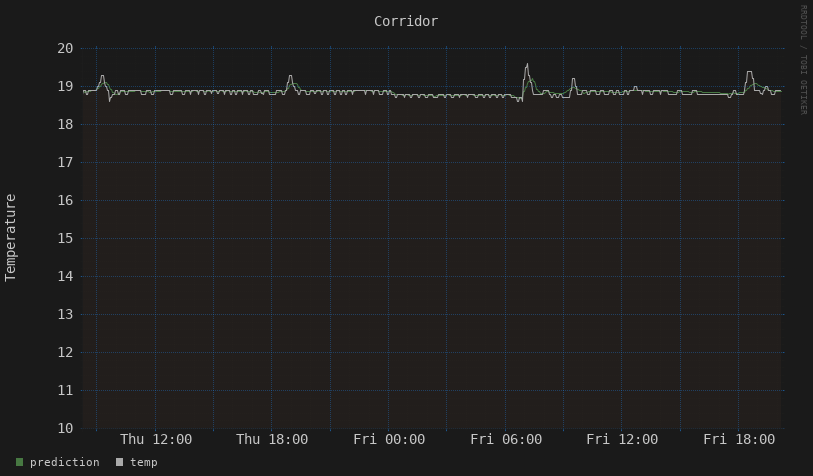 Corridor
RRDTOOL / TOBI OETIKER
Temperature
20
19
18
17
16
15
14
13
12
11
10
Thu 12:00 Thu 18:00 Fri 00:00 Fri 06:00 Fri 12:00 Fri 18:00
prediction temp